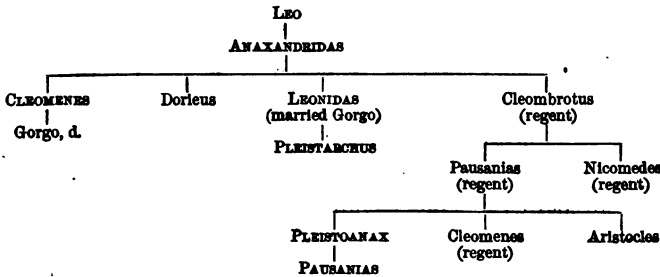 LEO
ANAXANDRIDAS
CLEOMENES Dorieus LEONIDAS Cleombrotus
(married Gorgo) (regent)
Gorgo, d.
PLEISTARCHUS
Pausanias Nicomedes
(regent) (regent)
PLEISTOANAX Cleomenes Aristocles
(regent)
PAUSANIAS